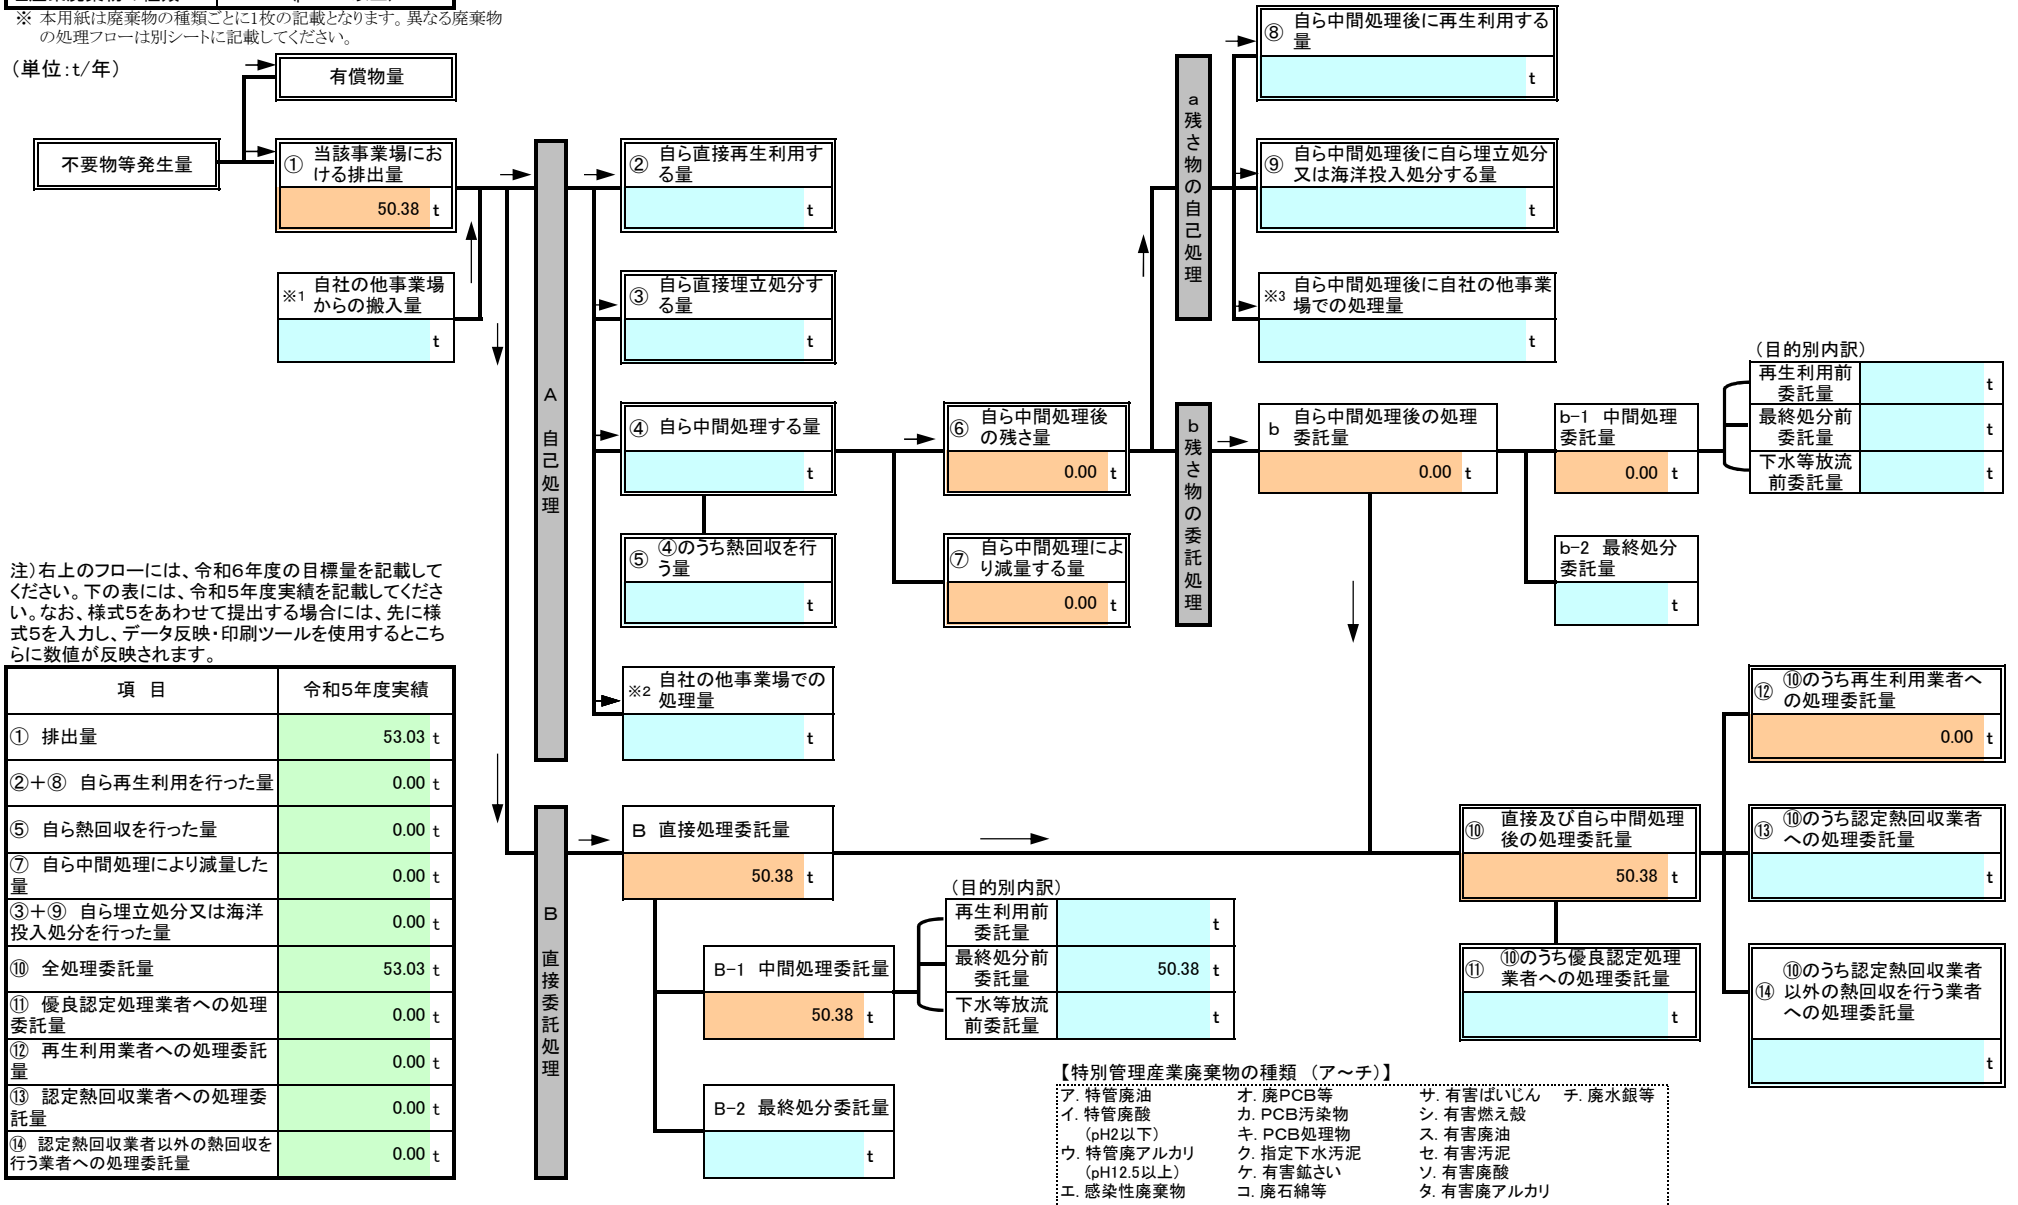 ※ 本用紙は廃棄物の種類ごとに1枚の記載となります。異なる廃棄物
の処理フローは別シートに記載してください。
(単位:t/年)
有償物量
不要物等発生量
① 当該事業場にお
ける排出量
50.38 t
※1 自社の他事業場
からの搬入量
t
A 自己処理
② 自ら直接再生利用す
る量
t
③ 自ら直接埋立処分す
る量
t
④ 自ら中間処理する量
t
⑤ ④のうち熱回収を行
う量
t
※2 自社の他事業場での
処理量
t
⑥ 自ら中間処理後
の残さ量
0.00 t
⑦ 自ら中間処理によ
り減量する量
0.00 t
a 残さ物の自己処理
⑧ 自ら中間処理後に再生利用する
量
t
⑨ 自ら中間処理後に自ら埋立処分
又は海洋投入処分する量
t
※3 自ら中間処理後に自社の他事業
場での処理量
t
b 残さ物の委託処理
b 自ら中間処理後の処理
委託量
0.00 t
b-1 中間処理
委託量
0.00 t
b-2 最終処分
委託量
t
(目的別内訳)
再生利用前
委託量
t
最終処分前
委託量
t
下水等放流
前委託量
t
注)右上のフローには、令和6年度の目標量を記載して
ください。下の表には、令和5年度実績を記載してくださ
い。なお、様式5をあわせて提出する場合には、先に様
式5を入力し、データ反映・印刷ツールを使用するとこち
らに数値が反映されます。
項 目 令和5年度実績
① 排出量 53.03 t
②+⑧ 自ら再生利用を行った量 0.00 t
⑤ 自ら熱回収を行った量 0.00 t
⑦ 自ら中間処理により減量した
量 0.00 t
③+⑨ 自ら埋立処分又は海洋
投入処分を行った量 0.00 t
⑩ 全処理委託量 53.03 t
⑪ 優良認定処理業者への処理
委託量 0.00 t
⑫ 再生利用業者への処理委託
量 0.00 t
⑬ 認定熱回収業者への処理委
託量 0.00 t
⑭ 認定熱回収業者以外の熱回収を
行う業者への処理委託量 0.00 t
B 直接委託処理
B 直接処理委託量
50.38 t
B-1 中間処理委託量
50.38 t
B-2 最終処分委託量
t
(目的別内訳)
再生利用前
委託量
t
最終処分前
委託量
50.38 t
下水等放流
前委託量
t
⑩ 直接及び自ら中間処理
後の処理委託量
50.38 t
⑪ ⑩のうち優良認定処理
業者への処理委託量
t
⑫ ⑩のうち再生利用業者へ
の処理委託量
0.00 t
⑬ ⑩のうち認定熱回収業者
への処理委託量
t
⑭ ⑩のうち認定熱回収業者
以外の熱回収を行う業者
への処理委託量
t
【特別管理産業廃棄物の種類 (ア〜チ)】
ア. 特管廃油 オ. 廃PCB等 サ. 有害ばいじん チ. 廃水銀等
イ. 特管廃酸 カ. PCB汚染物 シ. 有害燃え殻
(pH2以下) キ. PCB処理物 ス. 有害廃油
ウ. 特管廃アルカリ ク. 指定下水汚泥 セ. 有害汚泥
(pH12.5以上) ケ. 有害鉱さい ソ. 有害廃酸
エ. 感染性廃棄物 コ. 廃石綿等 タ. 有害廃アルカリ